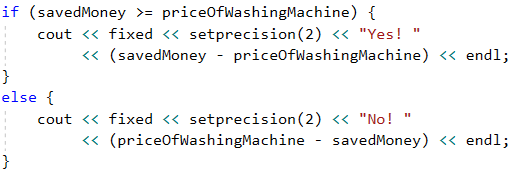 if (savedMoney >= priceOfWashingMachine) {
    cout << fixed << setprecision(2) << "Yes! "
         << (savedMoney - priceOfWashingMachine) << endl;
}
else {
    cout << fixed << setprecision(2) << "No! "
         << (priceOfWashingMachine - savedMoney) << endl;
}